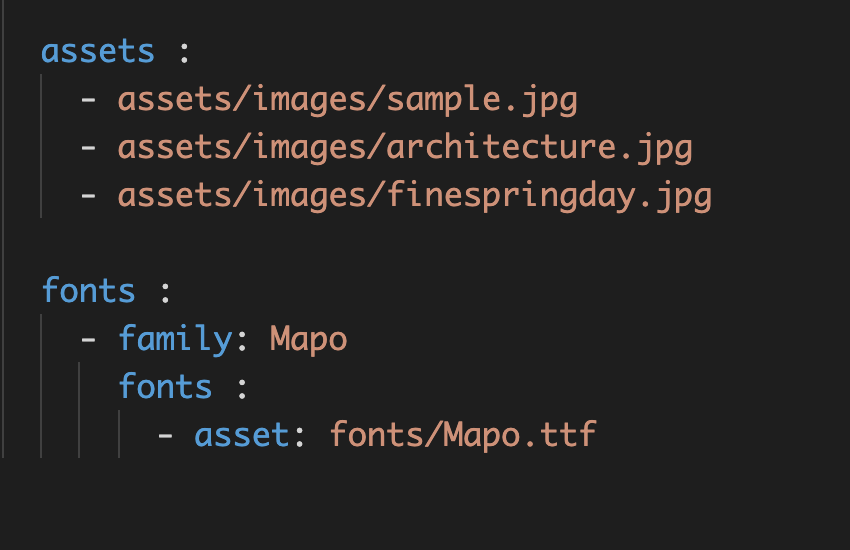 assets :
- assets/images/sample.jpg
- assets/images/architecture.jpg
- assets/images/finespringday.jpg
fonts :
- family: Mapo
fonts :
- asset: fonts/Mapo.ttf